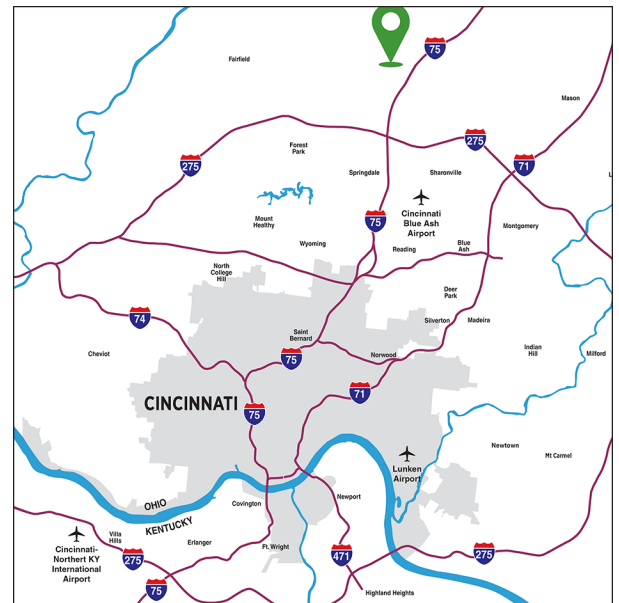 75
Fairfield
Mason
275
Forest
Park
275
71
Springdale
Sharonville
L
Cincinnati
Blue Ash
Airport
75
Mount
Healthy
Montgomery
Wyoming
Reading
Blue
Ash
North
College
Hill
Deer
Park
74
Silverton
Madeira
Saint
Bernard
75
Norwood
Cheviot
Indian
Hill
Milford
71
CINCINNATI
75
Newtown
Mt Carmel
Lunken
Airport
OHIO
KENTUCKY
Covington
Newport
Villa
Hills
Erlanger
Ft. Wright
Cincinnati-
Northert KY
International
Airport
275
471
275
75
Highland Heights